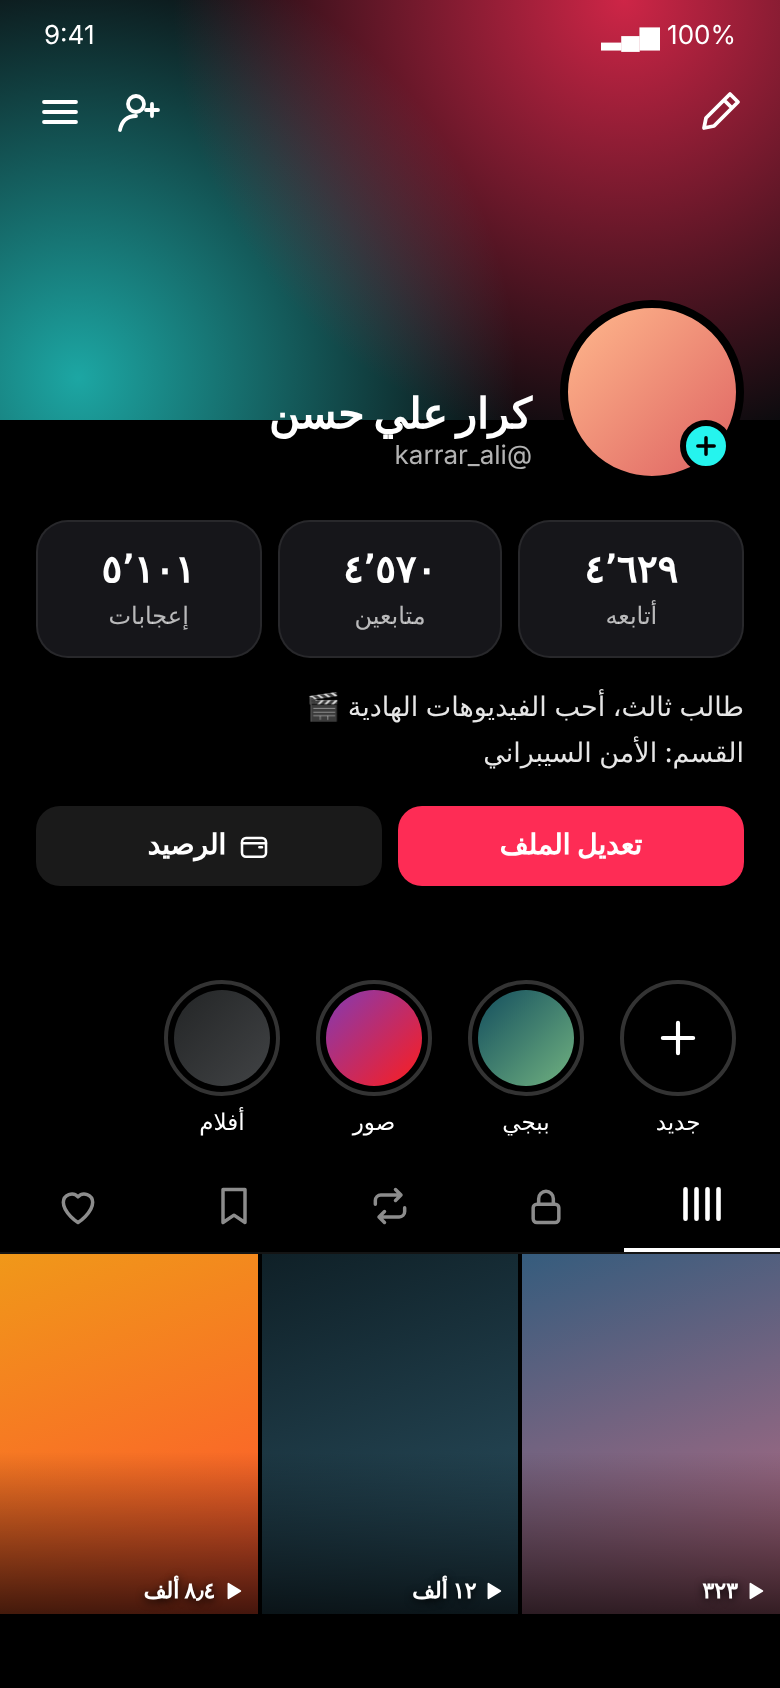 9:41 100%
كرار علي حسن
karrar_ali@
٤٬٦٢٩ ٤٬٥٧٠ ٥٬١٠١
أتابعه متابعين إعجابات
طالب ثالث، أحب الفيديوهات الهادية 🎬
القسم: الأمن السيبراني
تعديل الملف الرصيد
جديد ببجي صور أفلام
٣٢٣ ١٢ ألف ٨٫٤ ألف